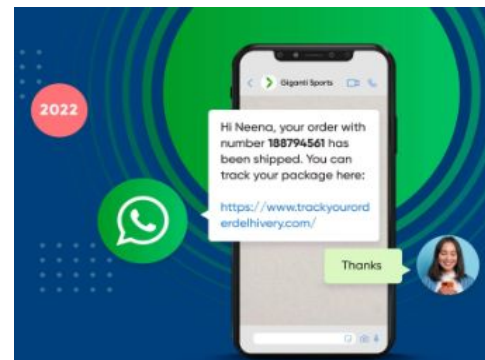 2022
Giganti Sports
Hi Neena, your order with
number 188794561 has
been shipped. You can
track your package here:
https://www.trackyourord
erdelhivery.com/
Thanks